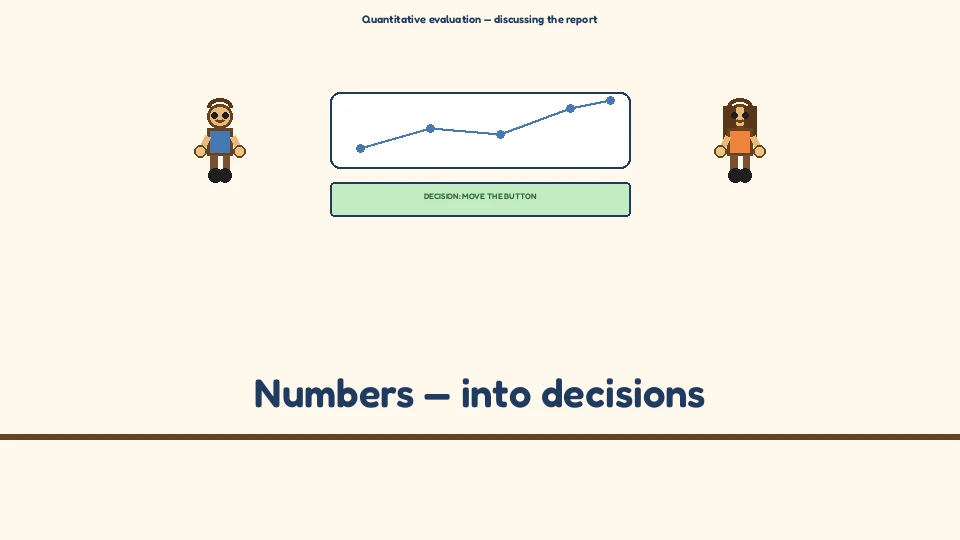 Quantitative evaluation — discussing the report
DECISION: MOVE THE BUTTON
Numbers — into decisions